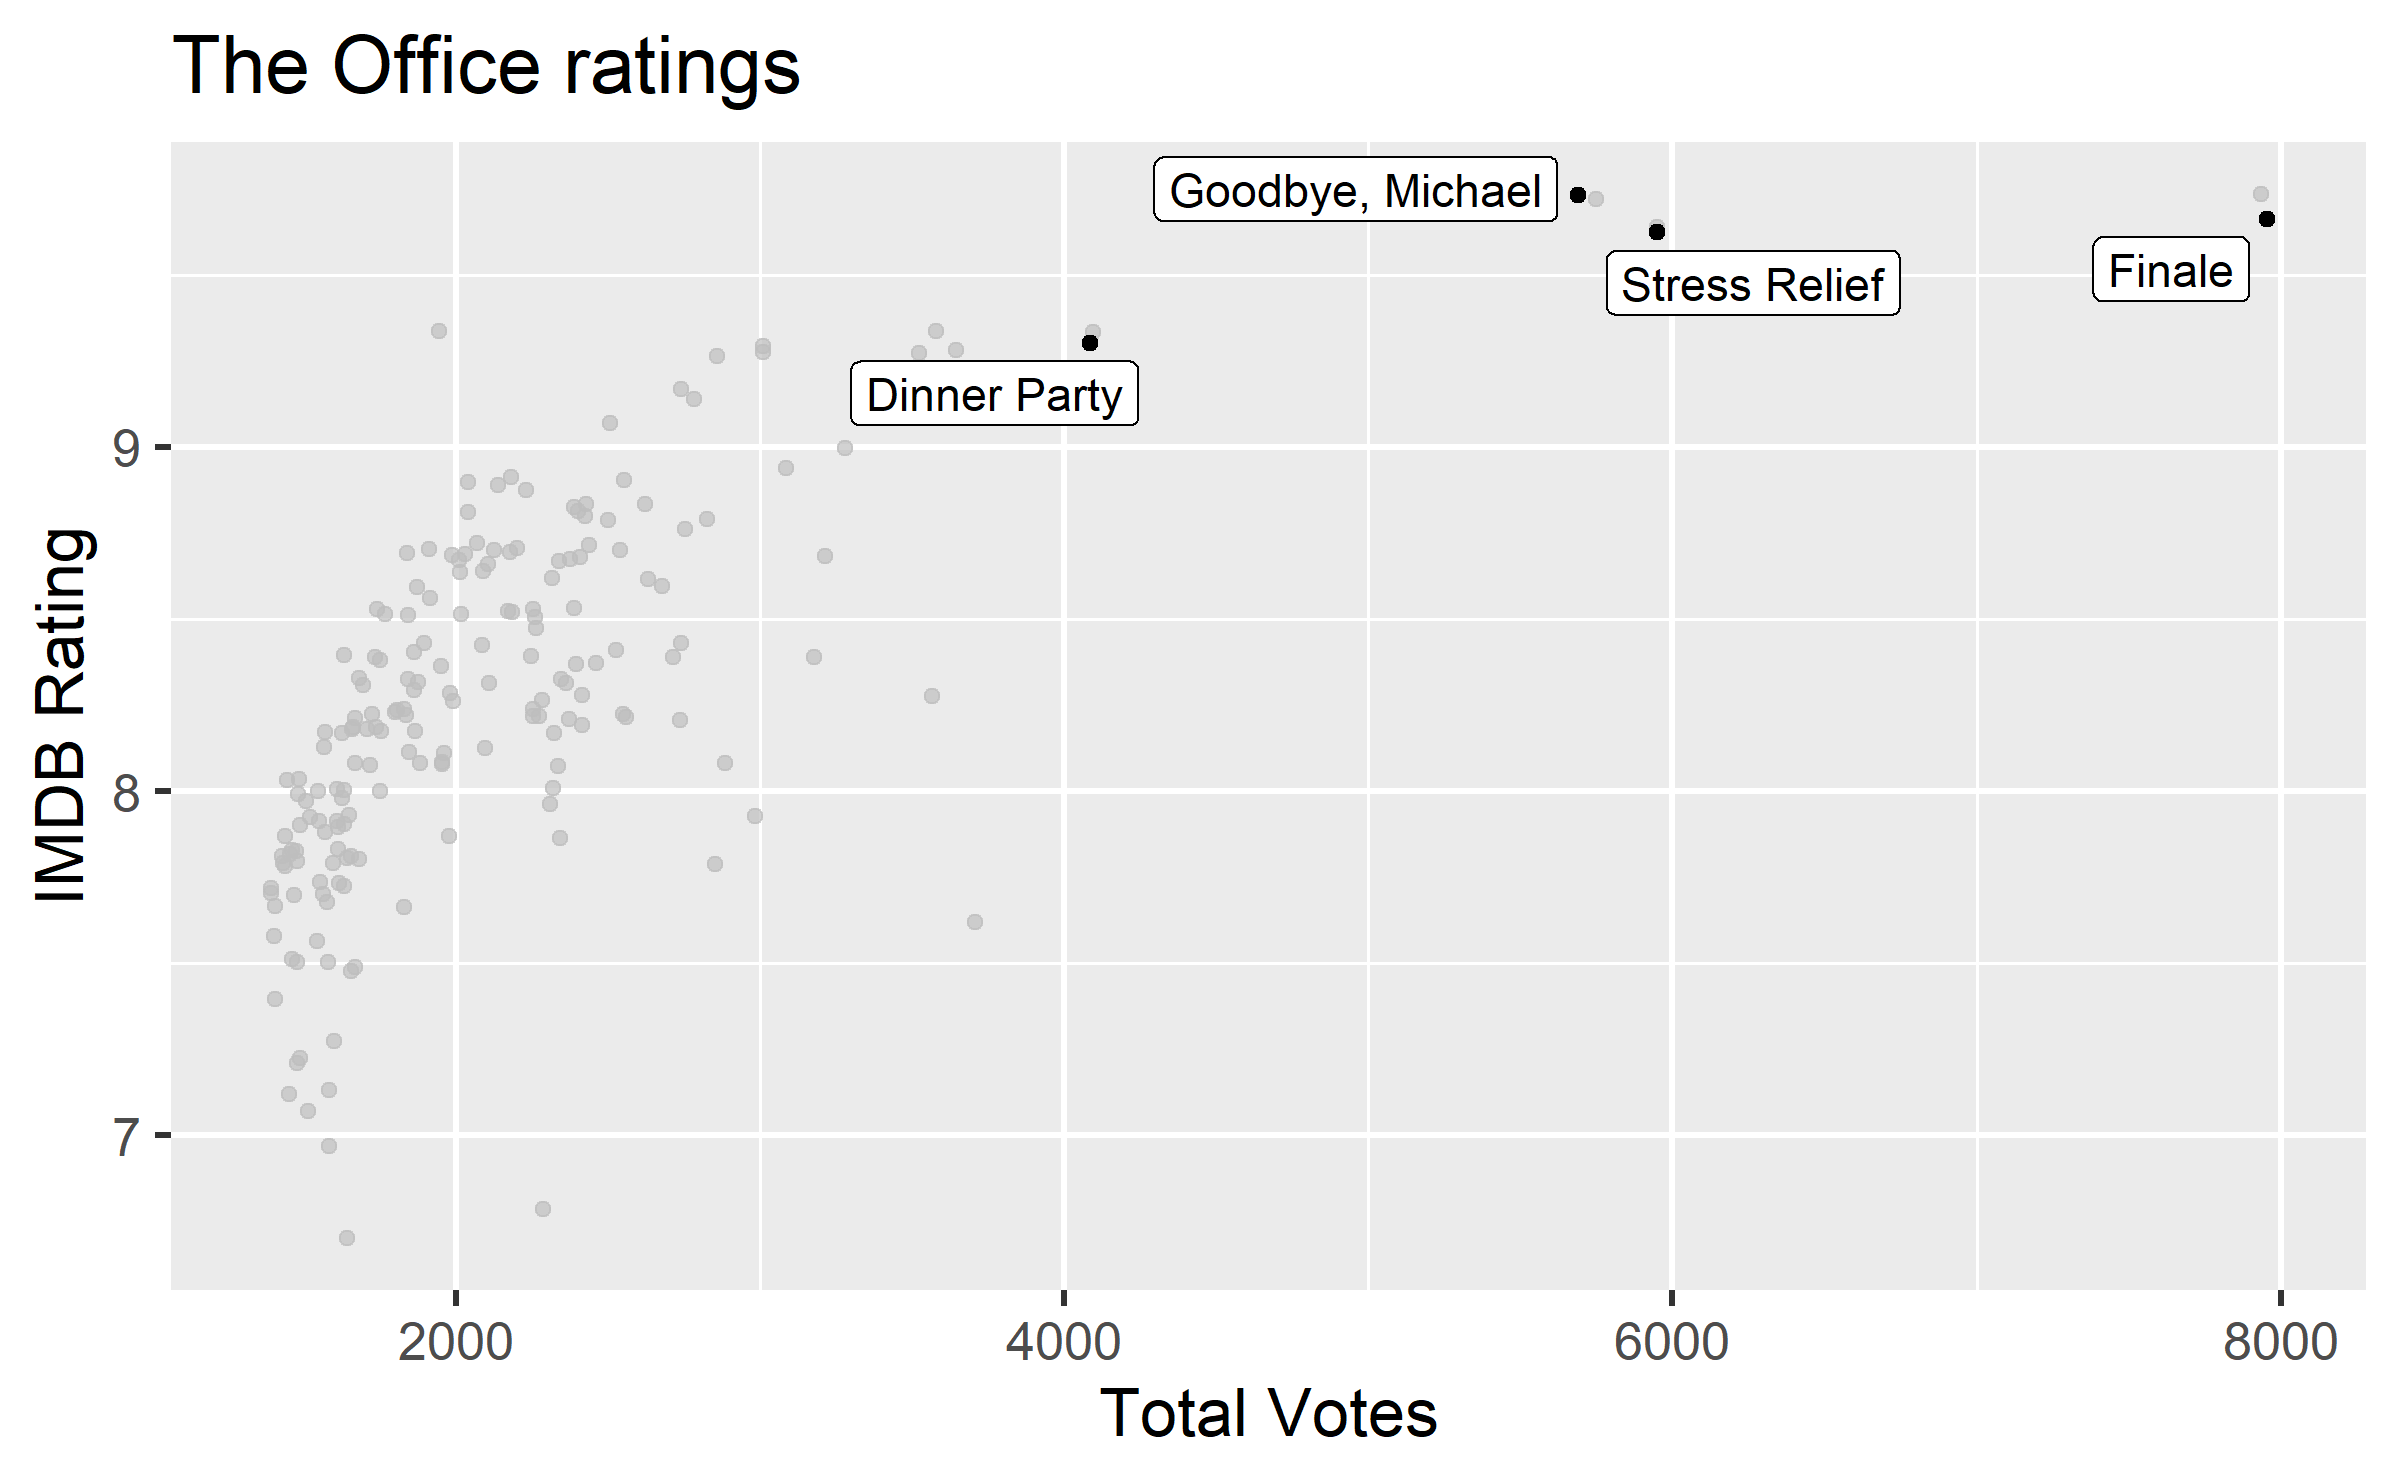 The Office ratings
Goodbye, Michael
Stress Relief
Finale
Dinner Party
9
8
7
IMDB Rating
2000 4000 6000 8000
Total Votes